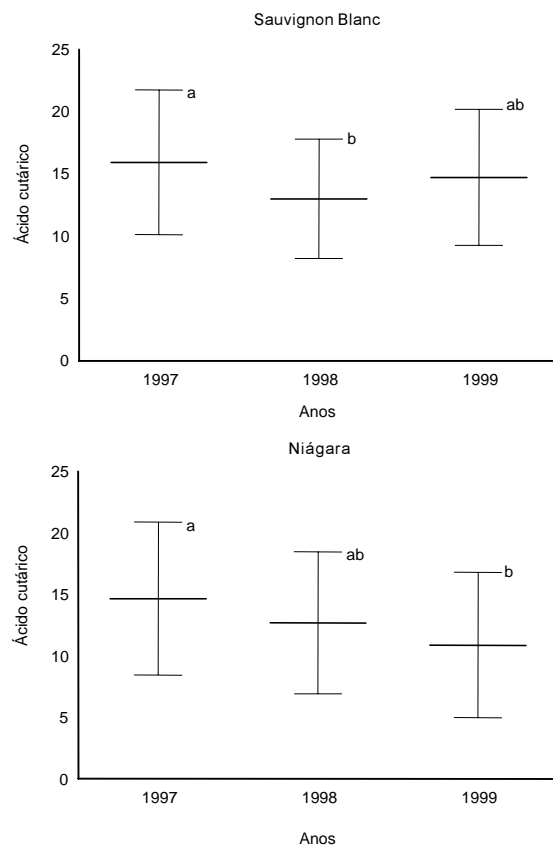 Sauvignon Blanc
25
20
15
10
5
0
Ácido cutárico
a
b
ab
1997
1998
1999
Anos
Niágara
25
20
15
10
5
0
Ácido cutárico
a
ab
b
1997
1998
1999
Anos